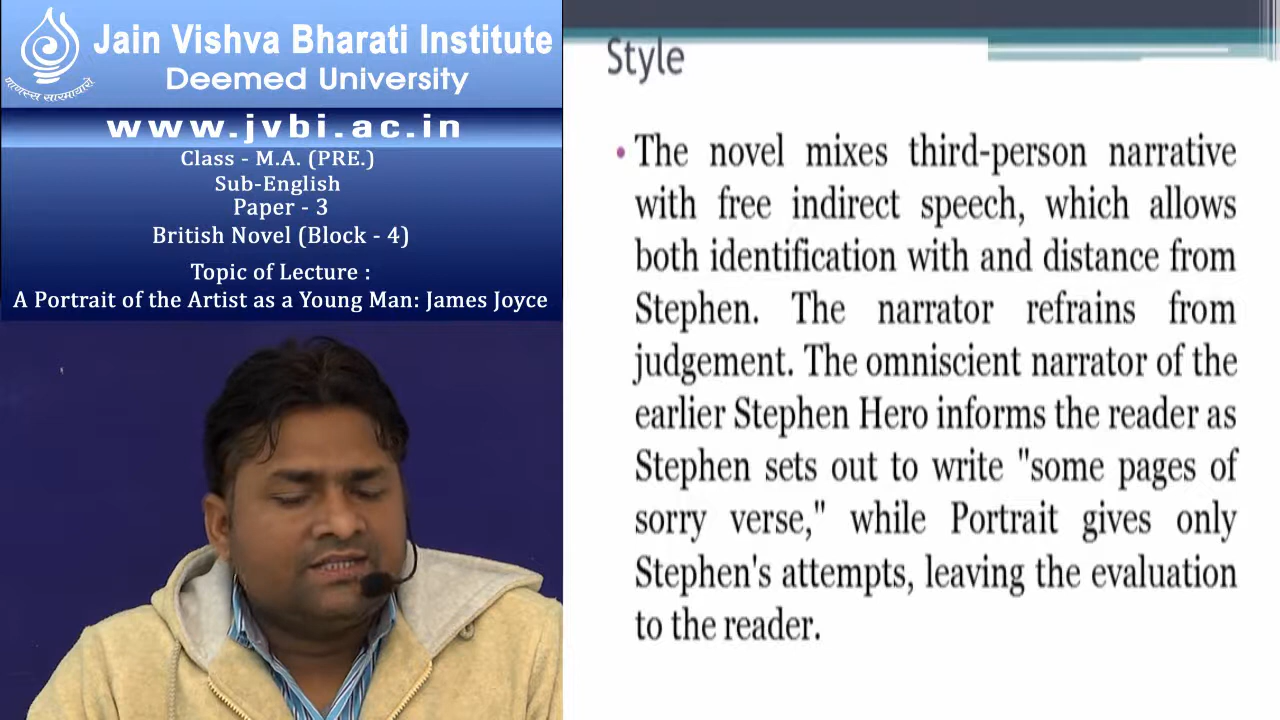 Jain Vishva Bharati Institute
Deemed University
णाणस्स सारमायारो
www.jvbi.ac.in
Class - M.A. (PRE.)
Sub-English
Paper - 3
British Novel (Block - 4)
Topic of Lecture :
A Portrait of the Artist as a Young Man: James Joyce
Style
• The novel mixes third-person narrative
with free indirect speech, which allows
both identification with and distance from
Stephen. The narrator refrains from
judgement. The omniscient narrator of the
earlier Stephen Hero informs the reader as
Stephen sets out to write "some pages of
sorry verse," while Portrait gives only
Stephen's attempts, leaving the evaluation
to the reader.